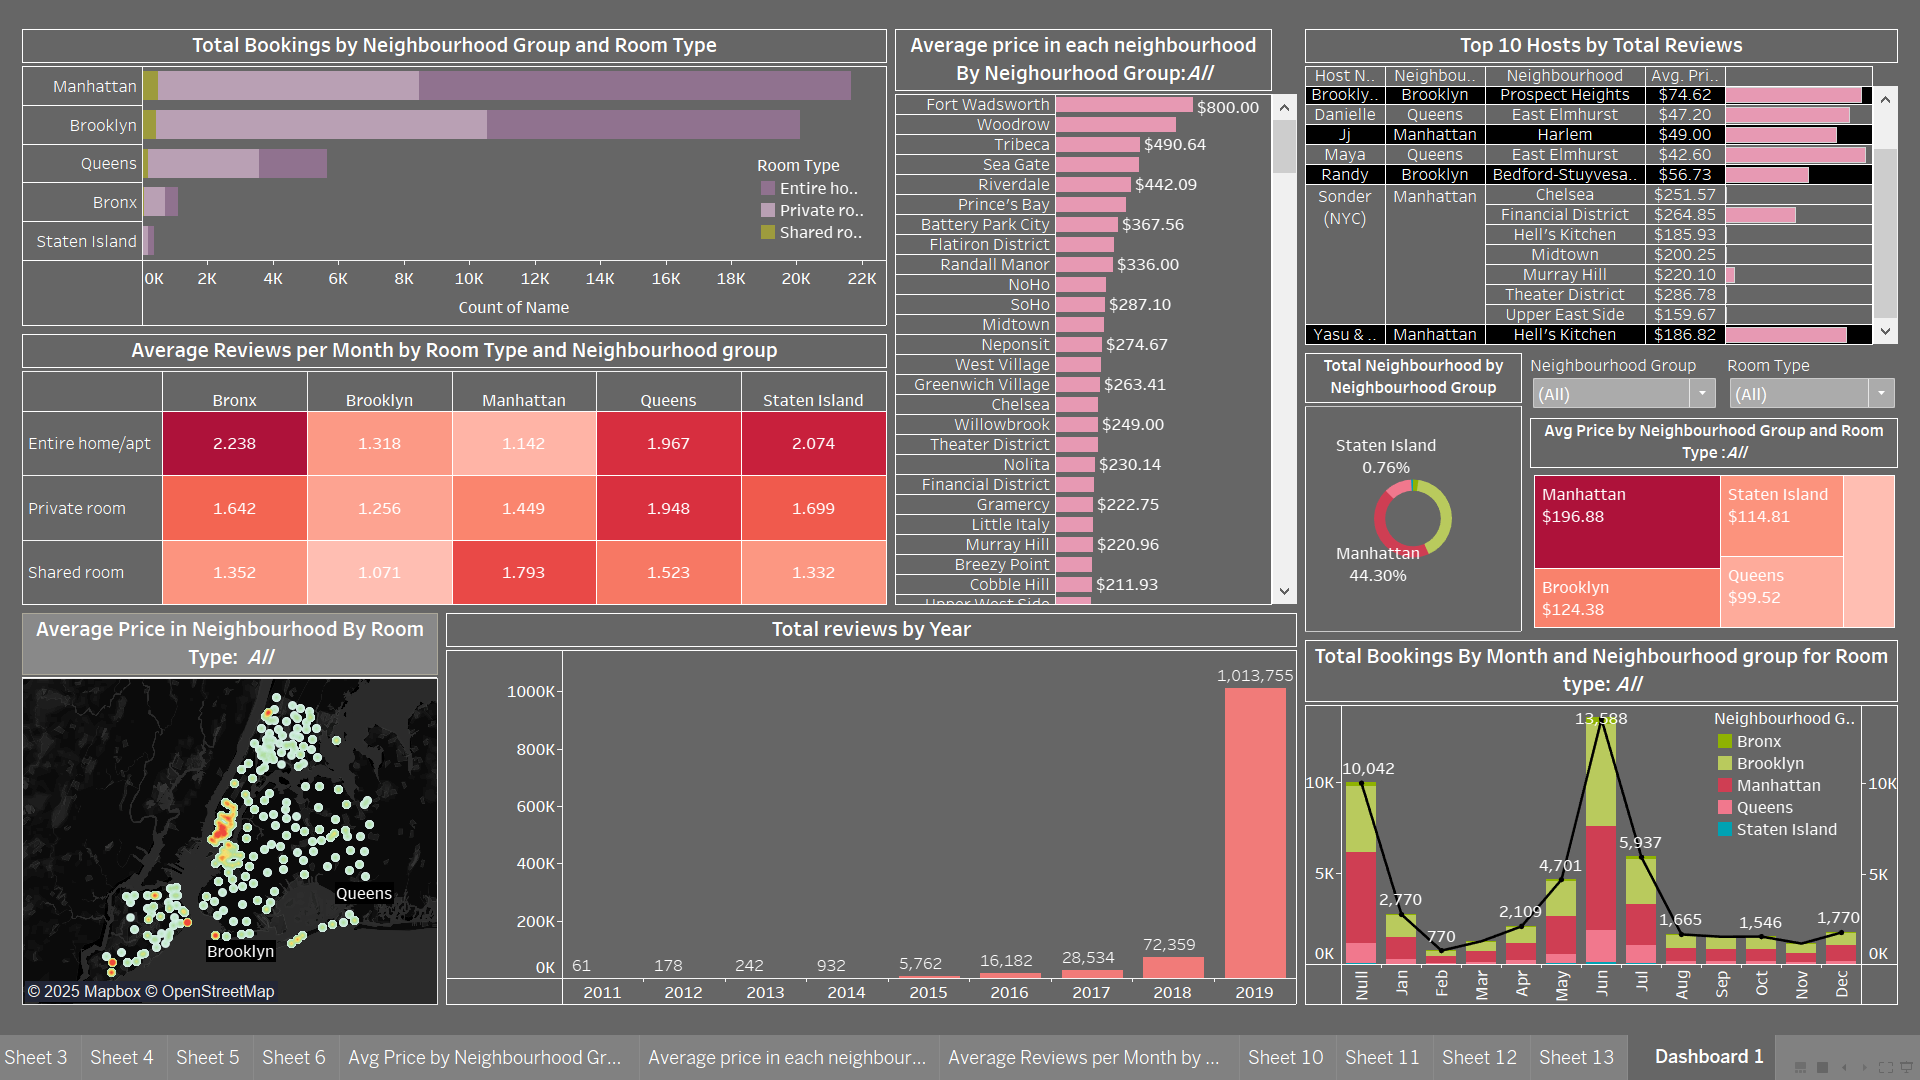 Total Bookings by Neighbourhood Group and Room Type
Manhattan
Brooklyn
Queens
Bronx
Staten Island
0K 2K 4K 6K 8K 10K 12K 14K 16K 18K 20K 22K
Count of Name
Room Type
Entire ho..
Private ro..
Shared ro..
Average price in each neighbourhood
By Neighourhood Group:All
Fort Wadsworth $800.00
Woodrow
Tribeca $490.64
Sea Gate
Riverdale $442.09
Prince's Bay
Battery Park City $367.56
Flatiron District
Randall Manor $336.00
NoHo
SoHo $287.10
Midtown
Neponsit $274.67
West Village
Greenwich Village $263.41
Chelsea
Willowbrook $249.00
Theater District
Nolita $230.14
Financial District
Gramercy $222.75
Little Italy
Murray Hill $220.96
Breezy Point
Cobble Hill $211.93
Upper West Side
Top 10 Hosts by Total Reviews
Host N.. Neighbou.. Neighbourhood Avg. Pri..
Brookly.. Brooklyn Prospect Heights $74.62
Danielle Queens East Elmhurst $47.20
Jj Manhattan Harlem $49.00
Maya Queens East Elmhurst $42.60
Randy Brooklyn Bedford-Stuyvesa.. $56.73
Sonder (NYC) Manhattan Chelsea $251.57
Financial District $264.85
Hell's Kitchen $185.93
Midtown $200.25
Murray Hill $220.10
Theater District $286.78
Upper East Side $159.67
Yasu & .. Manhattan Hell's Kitchen $186.82
Average Reviews per Month by Room Type and Neighbourhood group
Bronx Brooklyn Manhattan Queens Staten Island
Entire home/apt 2.238 1.318 1.142 1.967 2.074
Private room 1.642 1.256 1.449 1.948 1.699
Shared room 1.352 1.071 1.793 1.523 1.332
Total Neighbourhood by
Neighbourhood Group
Staten Island
0.76%
Manhattan
44.30%
Neighbourhood Group
(All)
Room Type
(All)
Avg Price by Neighbourhood Group and Room
Type :All
Manhattan
$196.88
Staten Island
$114.81
Brooklyn
$124.38
Queens
$99.52
Average Price in Neighbourhood By Room
Type: All
Queens
Brooklyn
© 2025 Mapbox © OpenStreetMap
Total reviews by Year
1000K
800K
600K
400K
200K
0K
61 178 242 932 5,762 16,182 28,534 72,359 1,013,755
2011 2012 2013 2014 2015 2016 2017 2018 2019
Total Bookings By Month and Neighbourhood group for Room
type: All
10K
5K
0K
10,042 2,770 770 2,109 4,701 13,588 5,937 1,665 1,546 1,770
Neighbourhood G..
Bronx
Brooklyn
Manhattan
Queens
Staten Island
10K
5K
0K
Null Jan Feb Mar Apr May Jun Jul Aug Sep Oct Nov Dec
Sheet 3 Sheet 4 Sheet 5 Sheet 6 Avg Price by Neighbourhood Gr... Average price in each neighbour... Average Reviews per Month by ... Sheet 10 Sheet 11 Sheet 12 Sheet 13 Dashboard 1